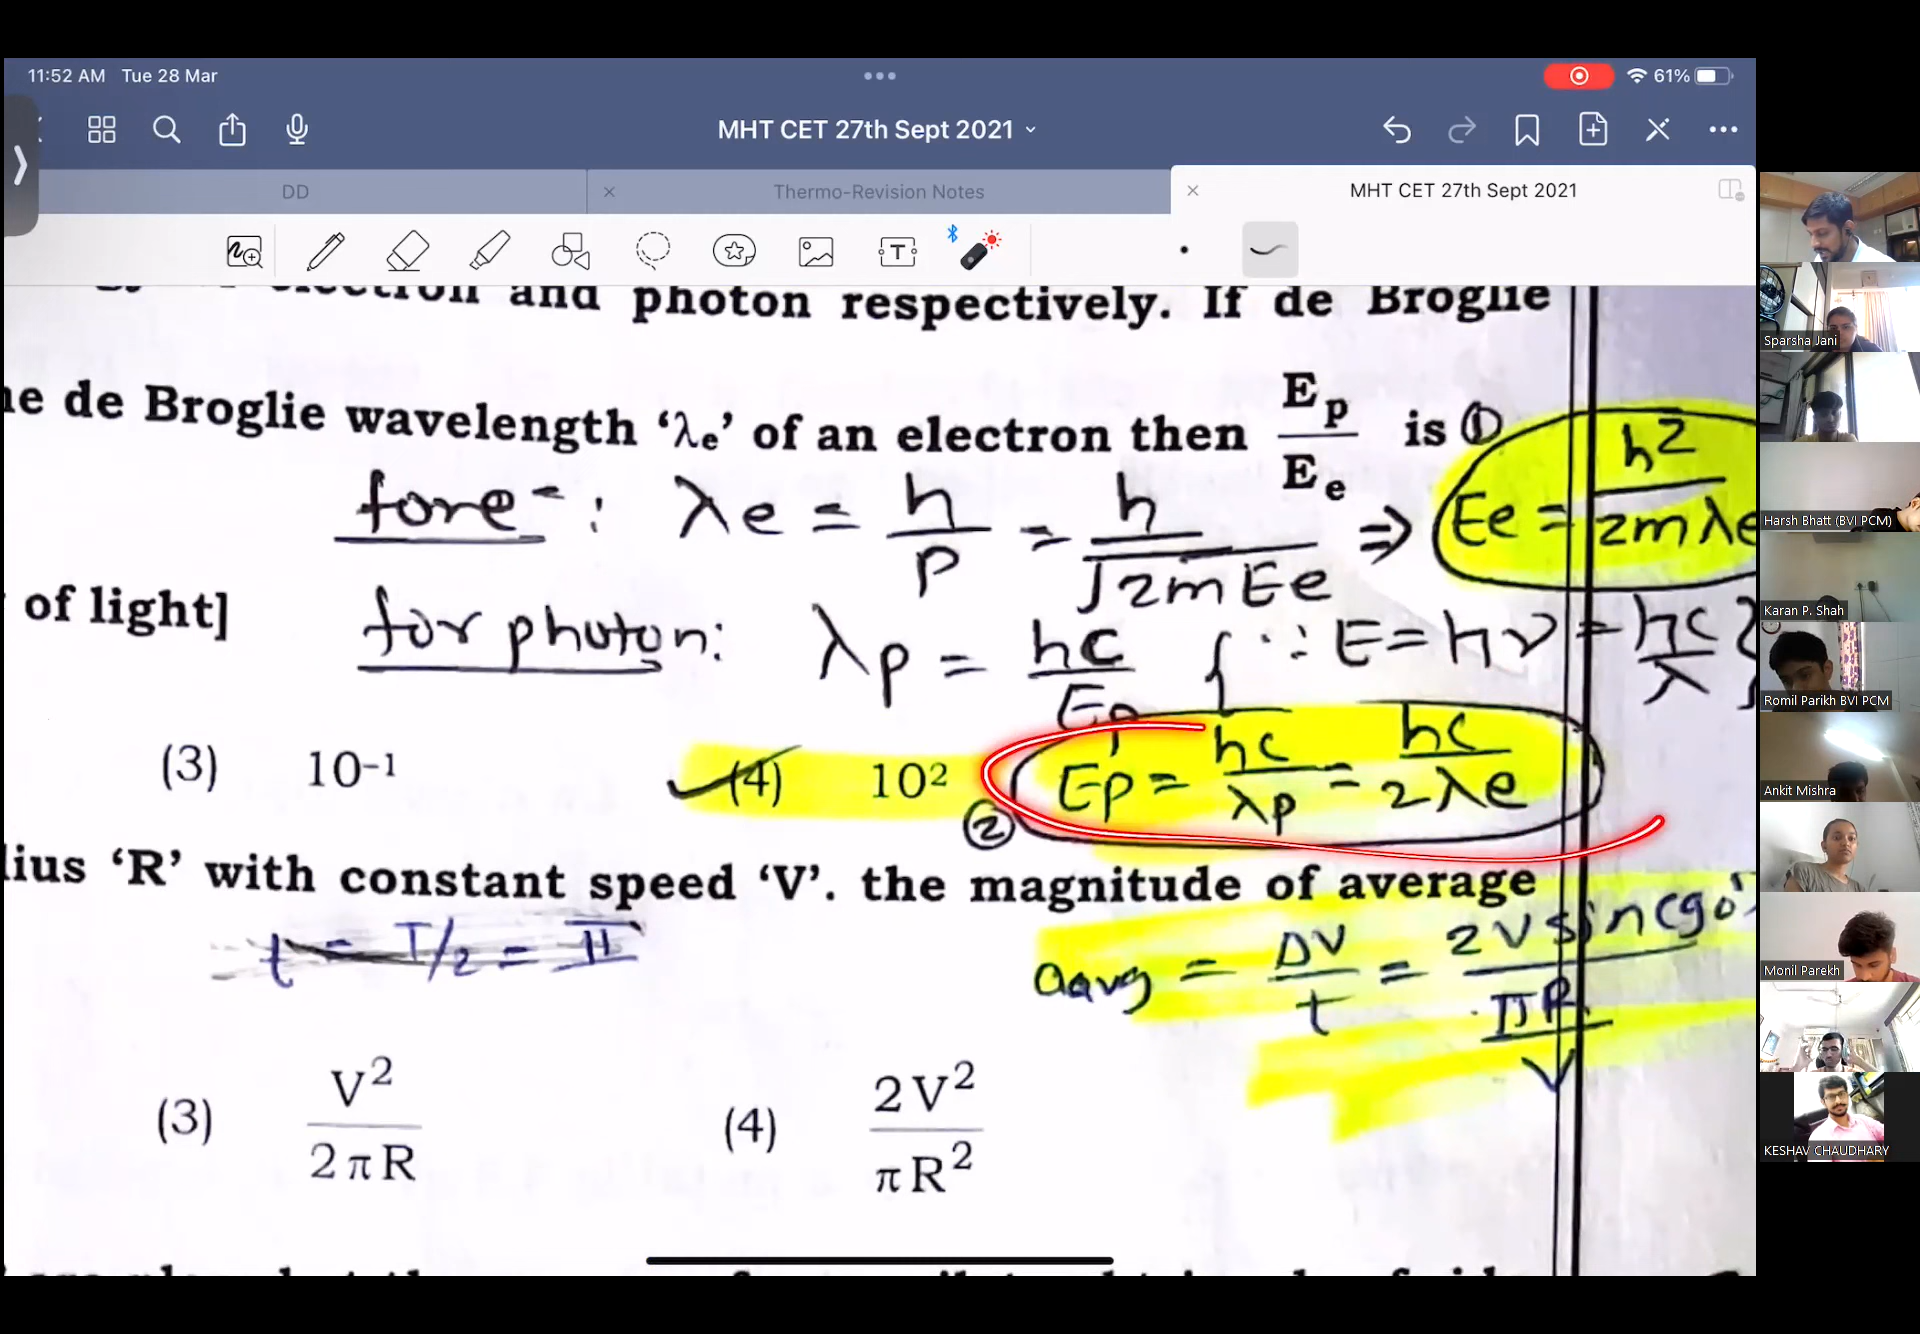 11:52 AM Tue 28 Mar
61%
MHT CET 27th Sept 2021
DD
Thermo-Revision Notes
MHT CET 27th Sept 2021
electron and photon respectively. If de Broglie
de Broglie wavelength ‘λe’ of an electron then Ep/Ee is ①
for e⁻ : λe = h/p = h/√2mEe ⇒ Ee = h²/2mλe
of light]
for photon: λp = hc/Ep { ∵ E = hν = hc/λ }
(3) 10⁻¹ (4) 10² ② Ep = hc/λp = hc/2λe
‘R’ with constant speed ‘V’. the magnitude of average
t = T/2 = π
aavg = ΔV/t = 2V sin(90°/πR/V
(3) V²/2πR (4) 2V²/πR²
Sparsha Jani
Harsh Bhatt (BVI PCM)
Karan P. Shah
Romil Parikh BVI PCM
Ankit Mishra
Monil Parekh
KESHAV CHAUDHARY